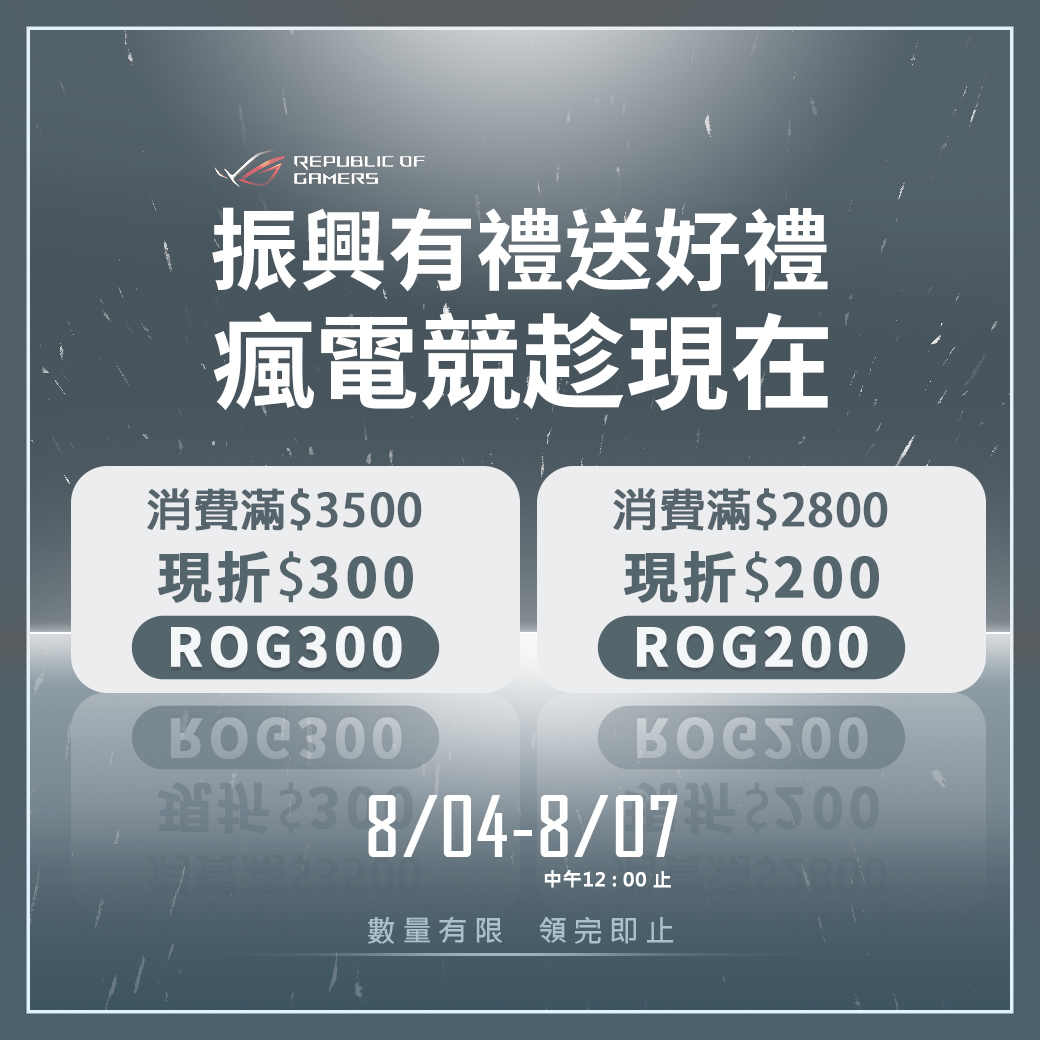 REPUBLIC OF
GAMERS
振興有禮送好禮
瘋電競趁現在
消費滿$3500
現折$300
ROG300
消費滿$2800
現折$200
ROG200
8/04-8/07
中午12:00 止
數量有限 領完即止